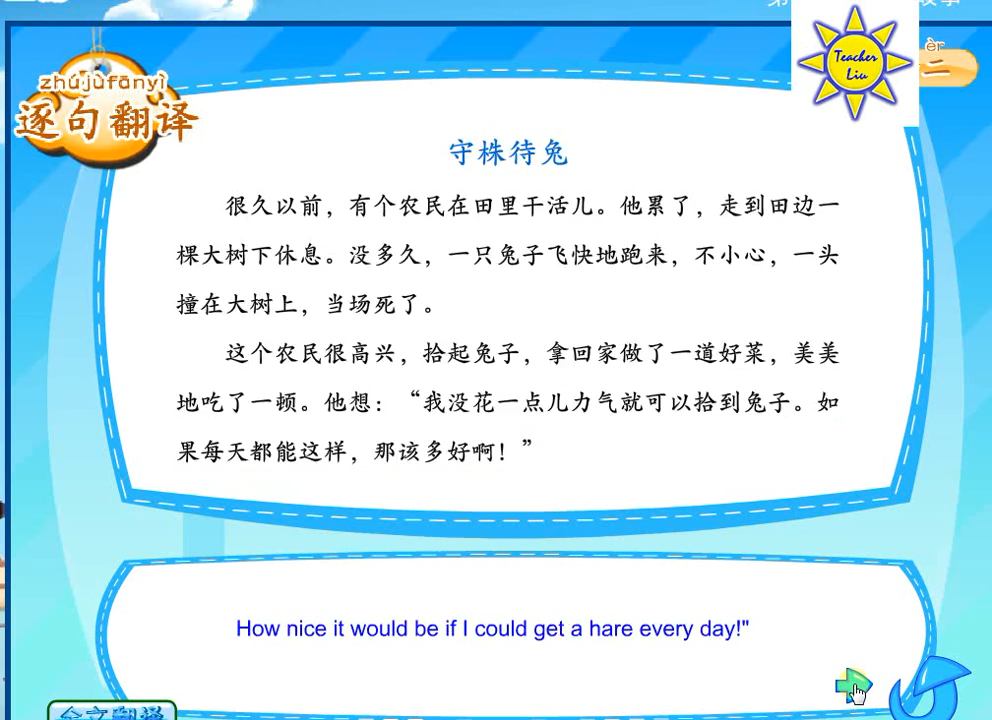 第 故事
Teacher
Liu
èr
二
zhújùfānyì
逐句翻译
守株待兔
很久以前，有个农民在田里干活儿。他累了，走到田边一
棵大树下休息。没多久，一只兔子飞快地跑来，不小心，一头
撞在大树上，当场死了。
这个农民很高兴，拾起兔子，拿回家做了一道好菜，美美
地吃了一顿。他想：“我没花一点儿力气就可以拾到兔子。如
果每天都能这样，那该多好啊！”
How nice it would be if I could get a hare every day!"
全文翻译